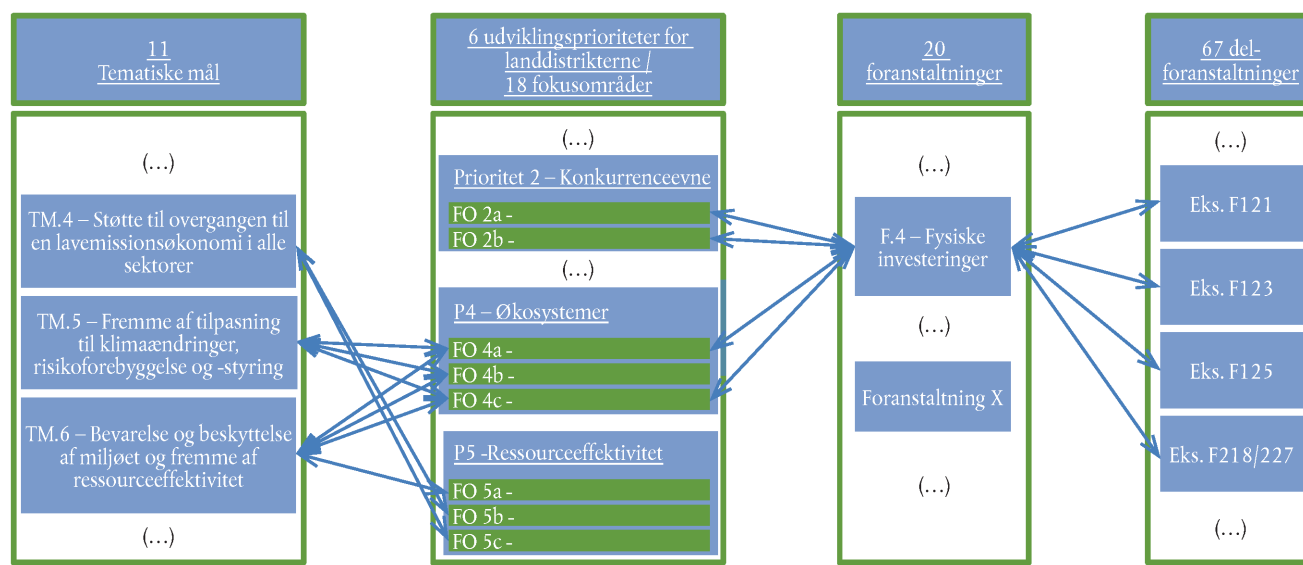 11
Tematiske mål
6 udviklingsprioriteter for
landdistrikterne /
18 fokusområder
20
foranstaltninger
67 del-
foranstaltninger
(…)
TM.4 – Støtte til overgangen til
en lavemissionsøkonomi i alle
sektorer
TM.5 – Fremme af tilpasning
til klimaændringer,
risikoforebyggelse og -styring
TM.6 – Bevarelse og beskyttelse
af miljøet og fremme af
ressourceeffektivitet
(…)
(…)
Prioritet 2 – Konkurrenceevne
FO 2a -
FO 2b -
(…)
P4 – Økosystemer
FO 4a -
FO 4b -
FO 4c -
P5 -Ressourceeffektivitet
FO 5a -
FO 5b -
FO 5c -
(…)
F.4 – Fysiske
investeringer
(…)
Foranstaltning X
(…)
(…)
Eks. F121
Eks. F123
Eks. F125
Eks. F218/227
(…)